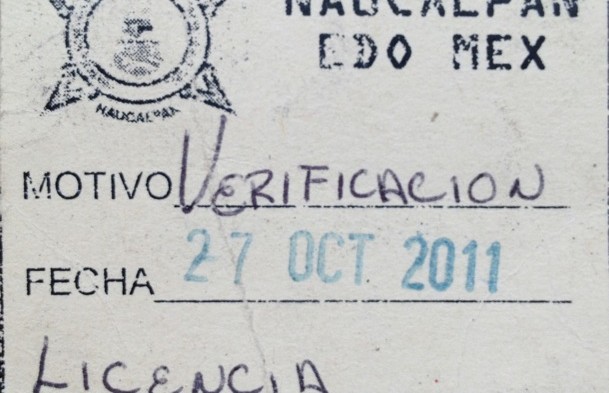 NAUCALPAN
EDO MEX
NAUCALPAN
MOTIVO VERIFICACION
FECHA 27 OCT 2011
LICENCIA